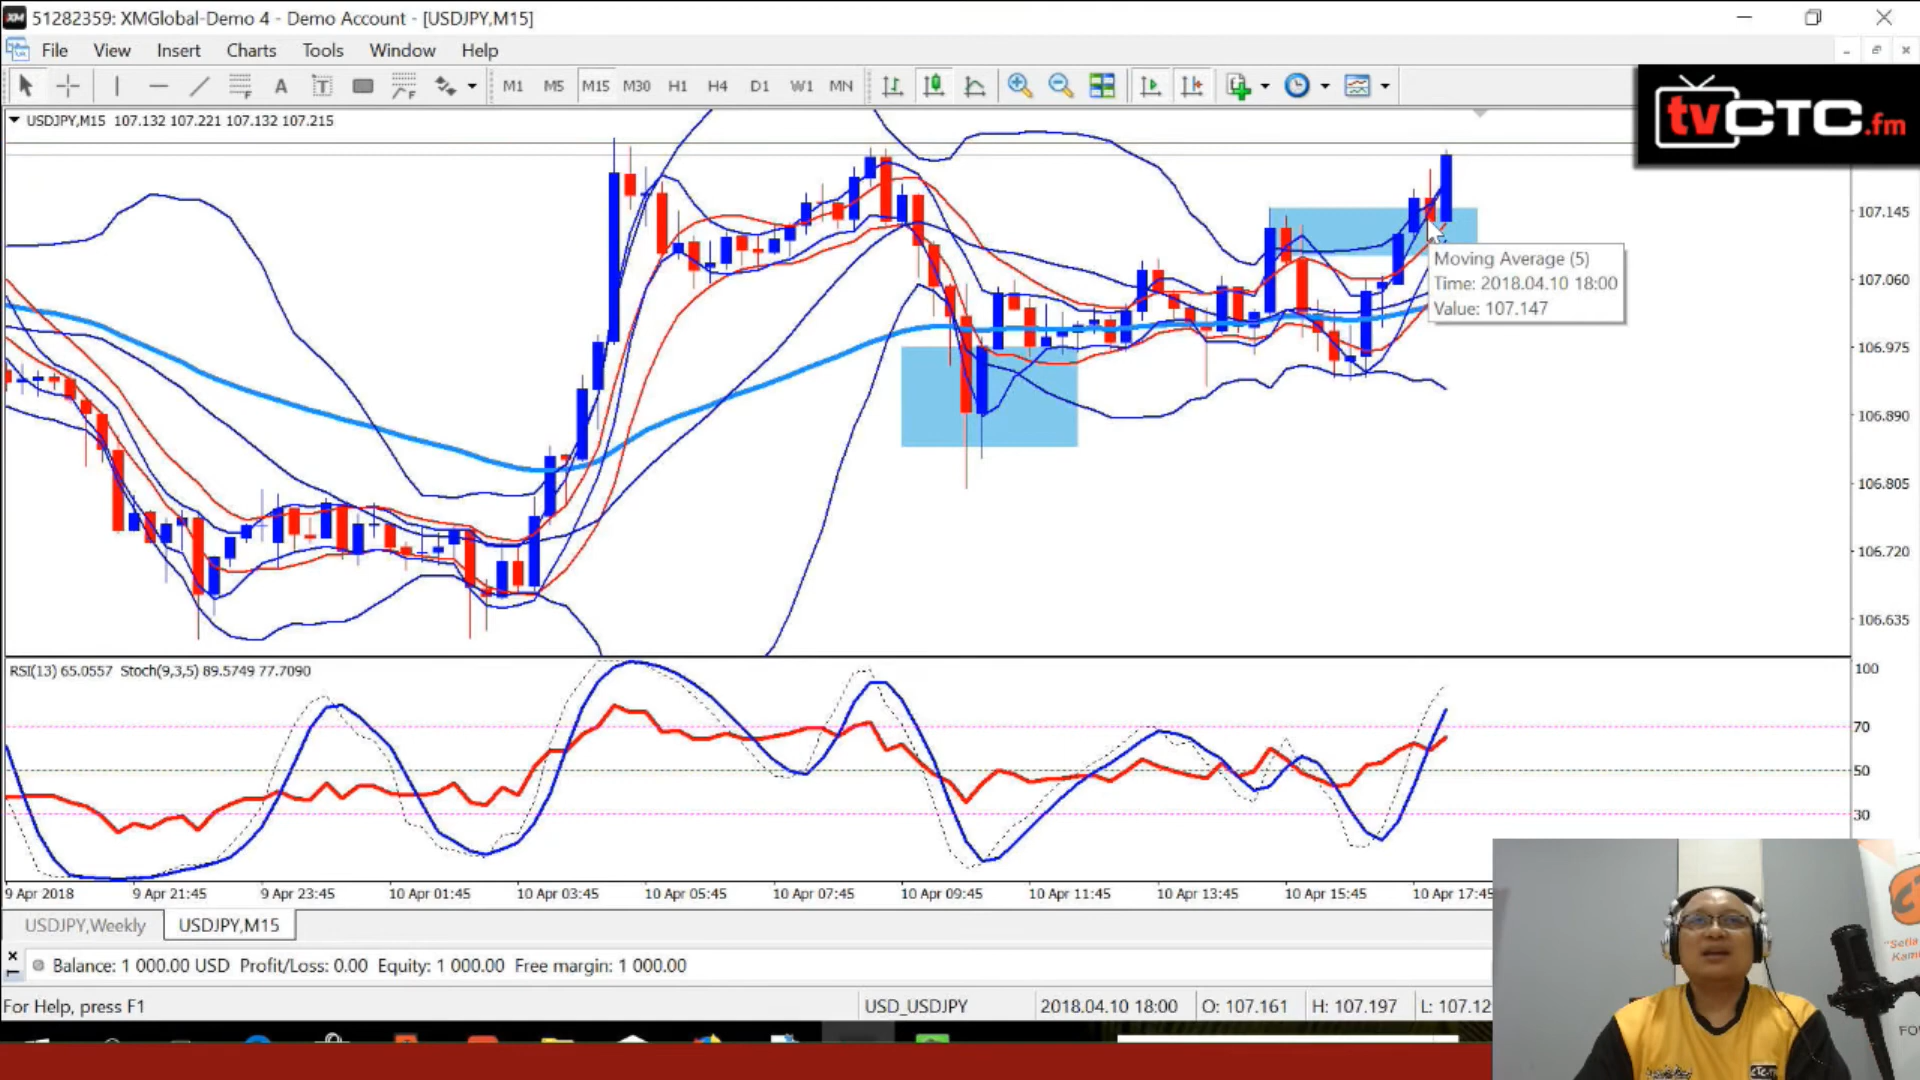 51282359: XMGlobal-Demo 4 - Demo Account - [USDJPY,M15]
File View Insert Charts Tools Window Help
M1 M5 M15 M30 H1 H4 D1 W1 MN
tvCTC.fm
USDJPY,M15 107.132 107.221 107.132 107.215
107.145
Moving Average (5)
Time: 2018.04.10 18:00
Value: 107.147
107.060
106.975
106.890
106.805
106.720
106.635
RSI(13) 65.0557 Stoch(9,3,5) 89.5749 77.7090
100
70
50
30
9 Apr 2018 9 Apr 21:45 9 Apr 23:45 10 Apr 01:45 10 Apr 03:45 10 Apr 05:45 10 Apr 07:45 10 Apr 09:45 10 Apr 11:45 10 Apr 13:45 10 Apr 15:45 10 Apr 17:45
USDJPY,Weekly USDJPY,M15
Balance: 1 000.00 USD Profit/Loss: 0.00 Equity: 1 000.00 Free margin: 1 000.00
For Help, press F1 USD_USDJPY 2018.04.10 18:00 O: 107.161 H: 107.197 L: 107.12
"Setia
Kami
FO